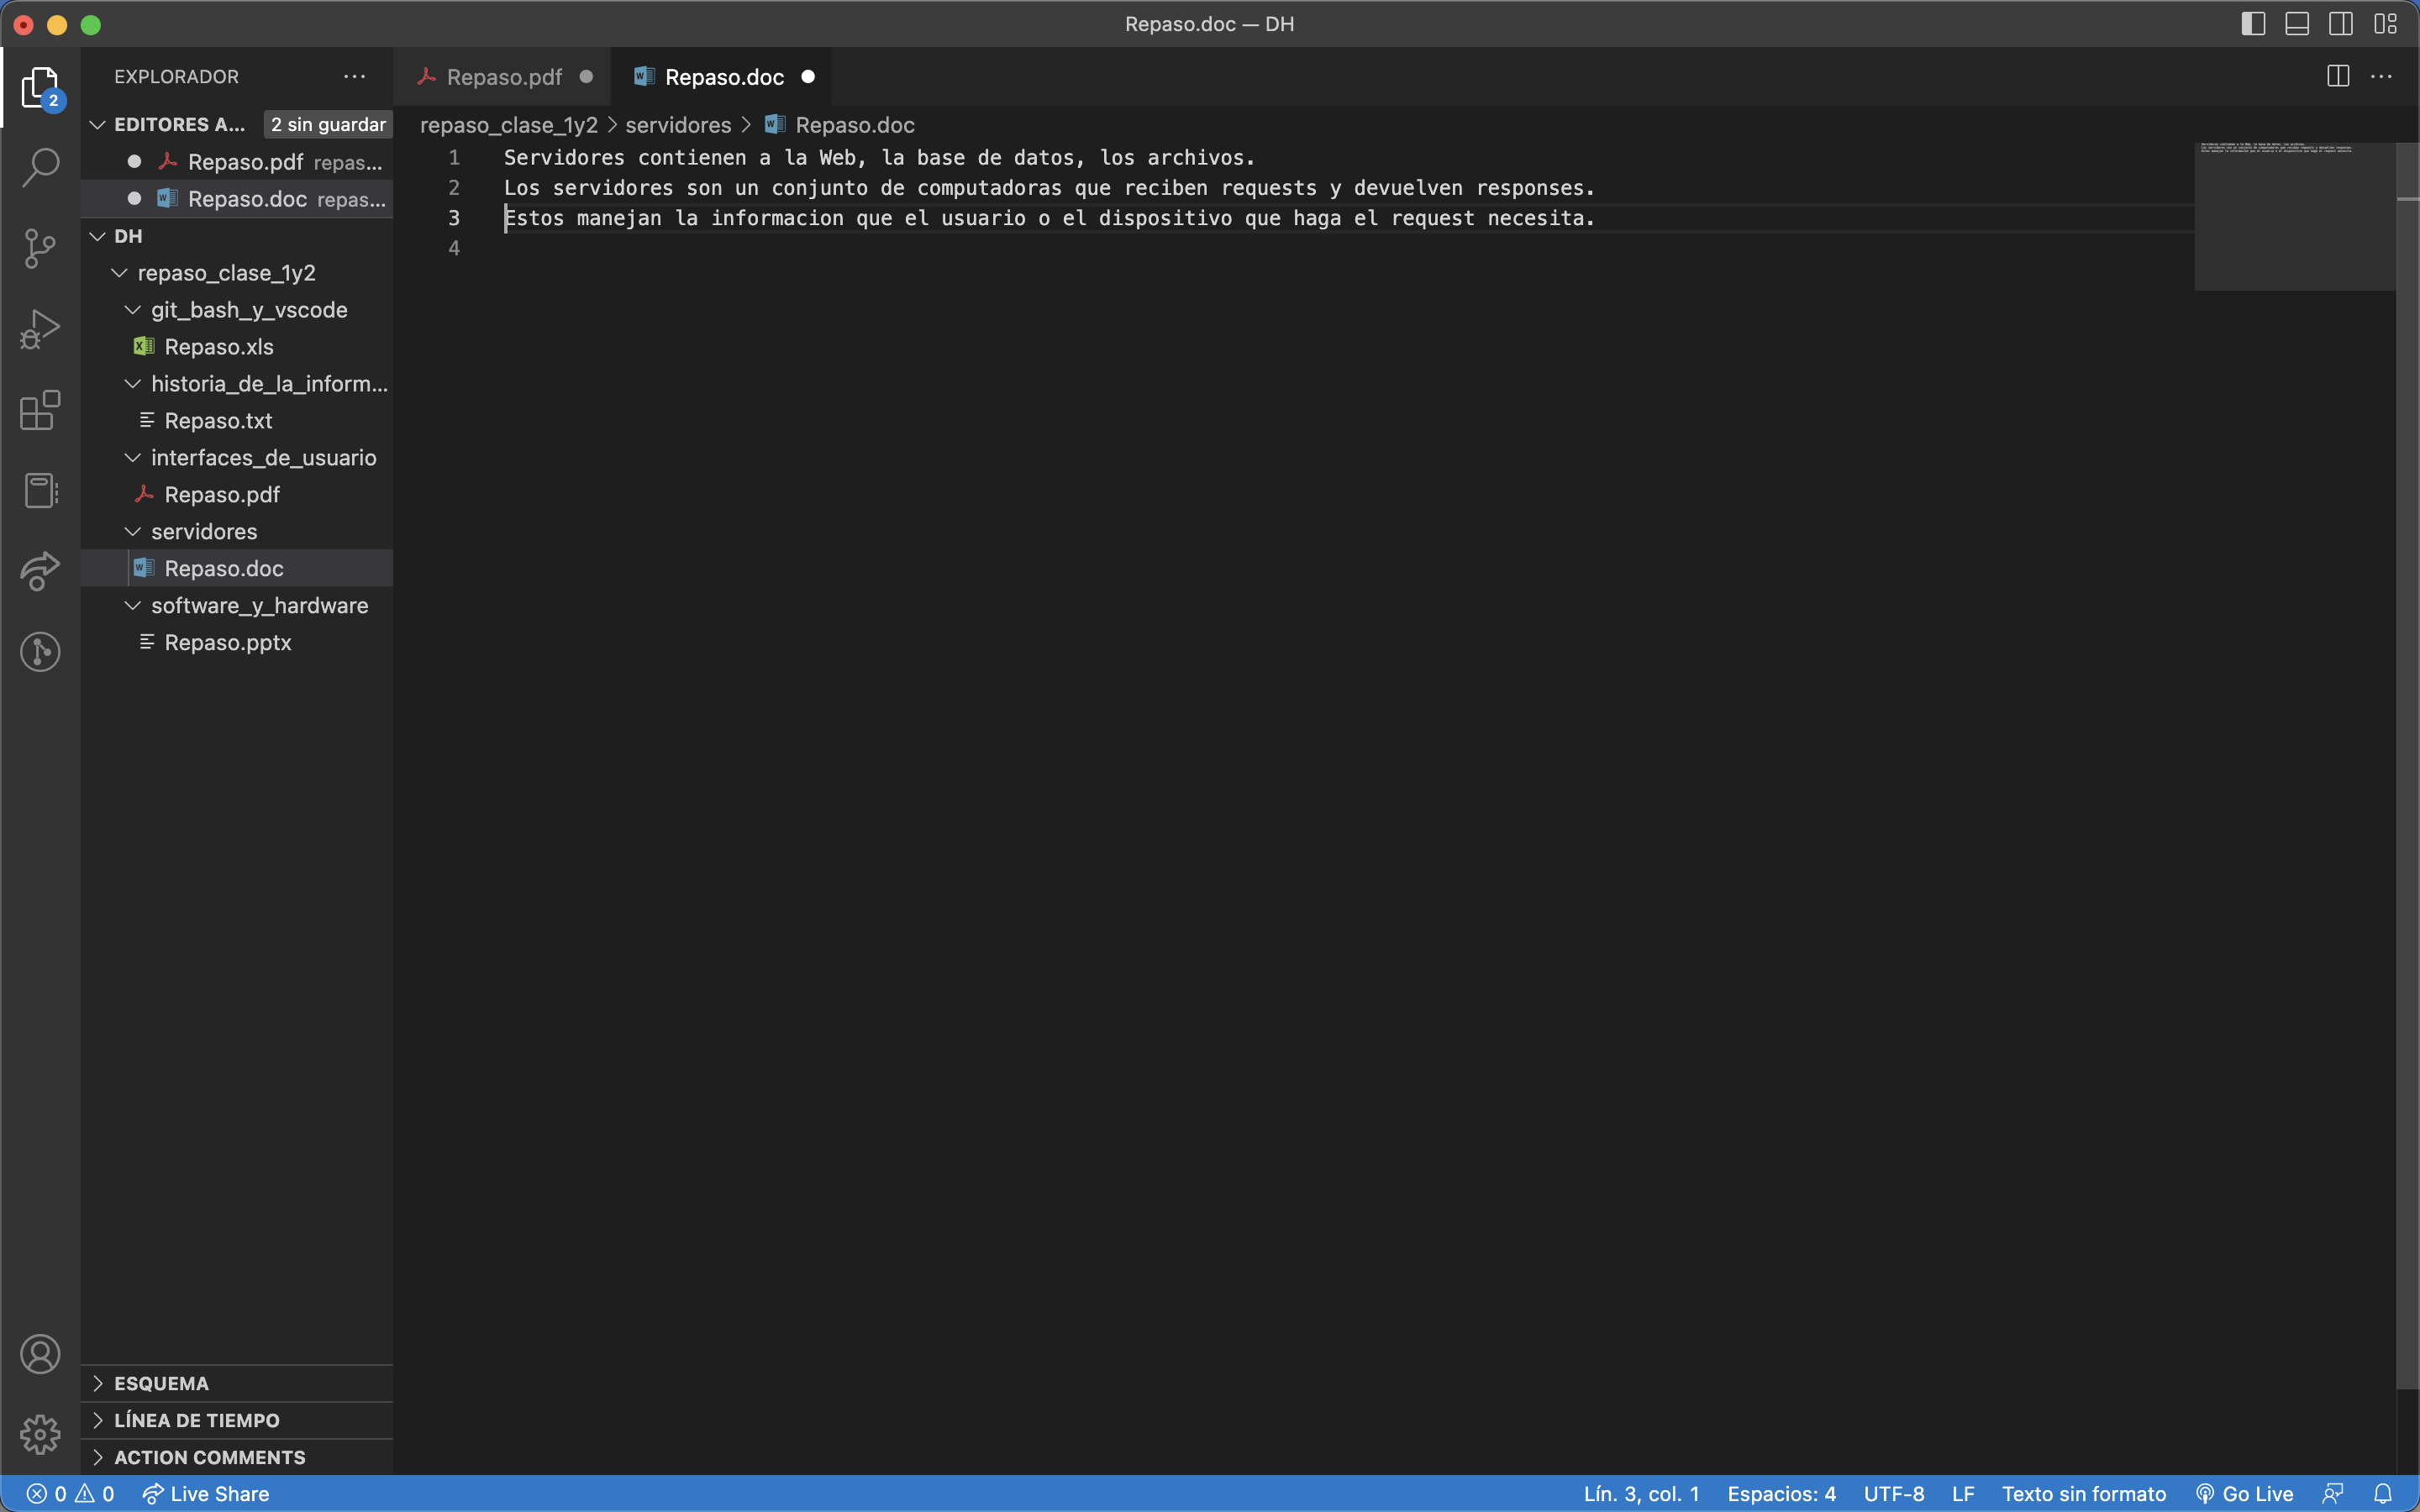 Repaso.doc — DH
EXPLORADOR
Repaso.pdf
Repaso.doc
2
EDITORES A... 2 sin guardar
Repaso.pdf repas...
Repaso.doc repas...
DH
repaso_clase_1y2
git_bash_y_vscode
Repaso.xls
historia_de_la_inform...
Repaso.txt
interfaces_de_usuario
Repaso.pdf
servidores
Repaso.doc
software_y_hardware
Repaso.pptx
ESQUEMA
LÍNEA DE TIEMPO
ACTION COMMENTS
repaso_clase_1y2 > servidores > Repaso.doc
1 Servidores contienen a la Web, la base de datos, los archivos.
2 Los servidores son un conjunto de computadoras que reciben requests y devuelven responses.
3 Estos manejan la informacion que el usuario o el dispositivo que haga el request necesita.
4
0 0 Live Share Lín. 3, col. 1 Espacios: 4 UTF-8 LF Texto sin formato Go Live